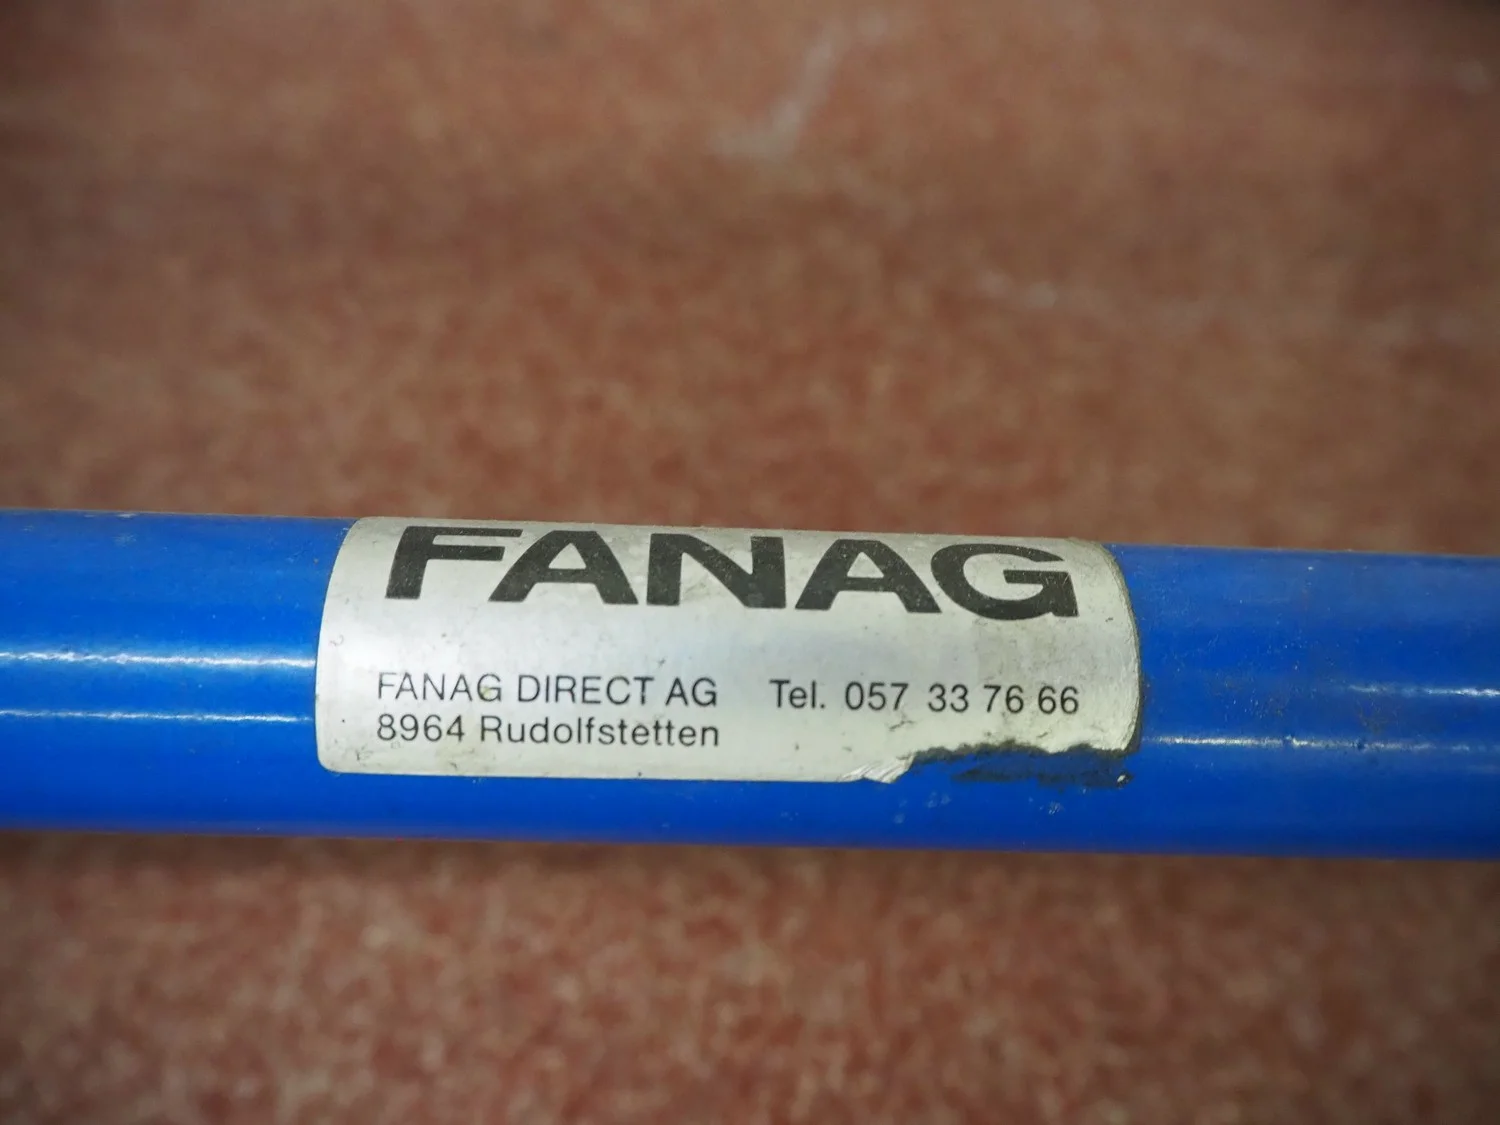 FANAG
FANAG DIRECT AG Tel. 057 33 76 66
8964 Rudolfstetten